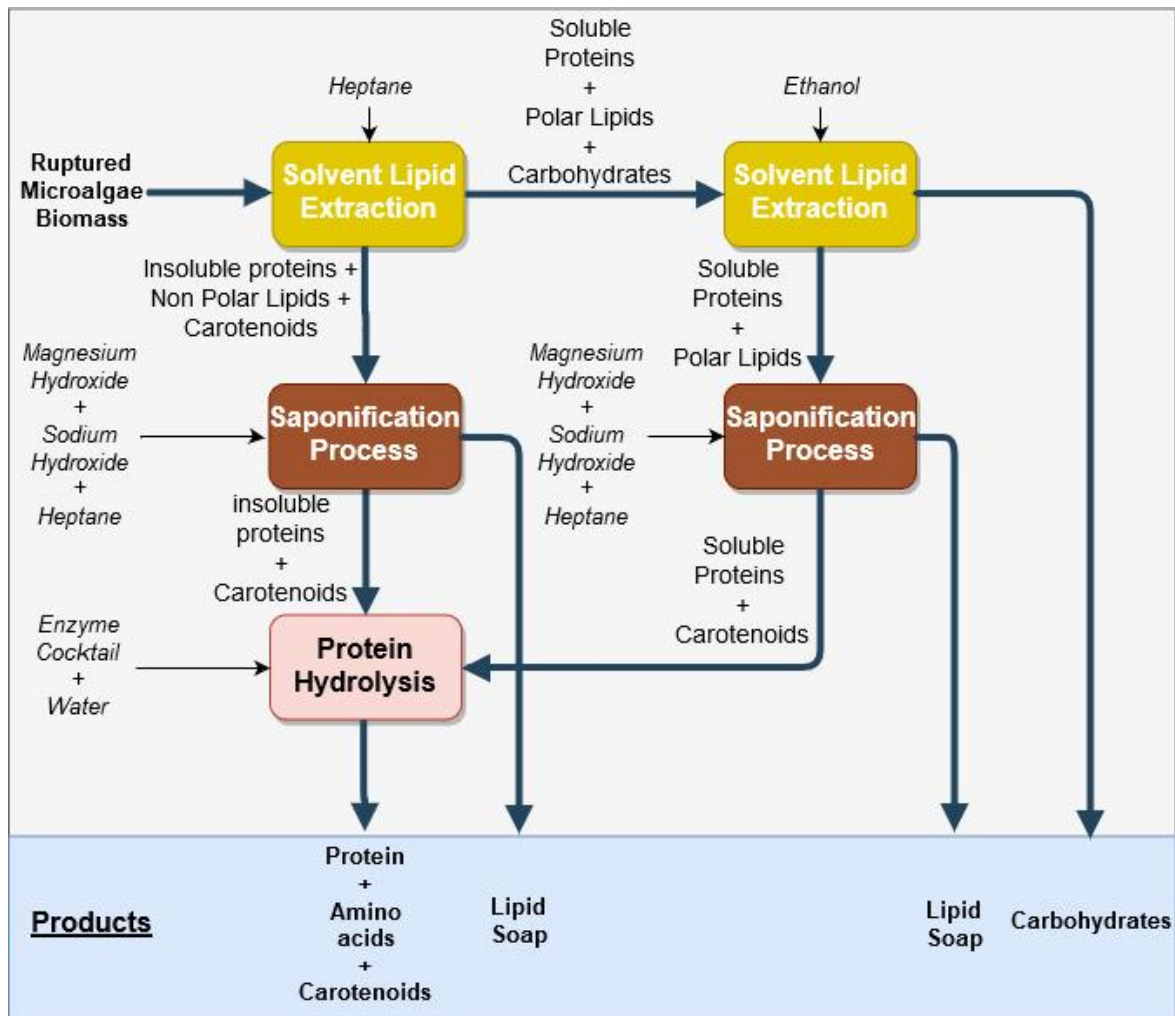 Soluble
Proteins
+
Polar Lipids
+
Carbohydrates
Heptane
Ethanol
Ruptured
Microalgae
Biomass
Solvent Lipid
Extraction
Solvent Lipid
Extraction
Insoluble proteins +
Non Polar Lipids +
Carotenoids
Soluble
Proteins
+
Polar Lipids
Magnesium
Hydroxide
+
Sodium
Hydroxide
+
Heptane
Saponification
Process
Magnesium
Hydroxide
+
Sodium
Hydroxide
+
Heptane
Saponification
Process
insoluble
proteins
+
Carotenoids
Soluble
Proteins
+
Carotenoids
Enzyme
Cocktail
+
Water
Protein
Hydrolysis
Products
Protein
+
Amino
acids
+
Carotenoids
Lipid
Soap
Lipid
Soap
Carbohydrates